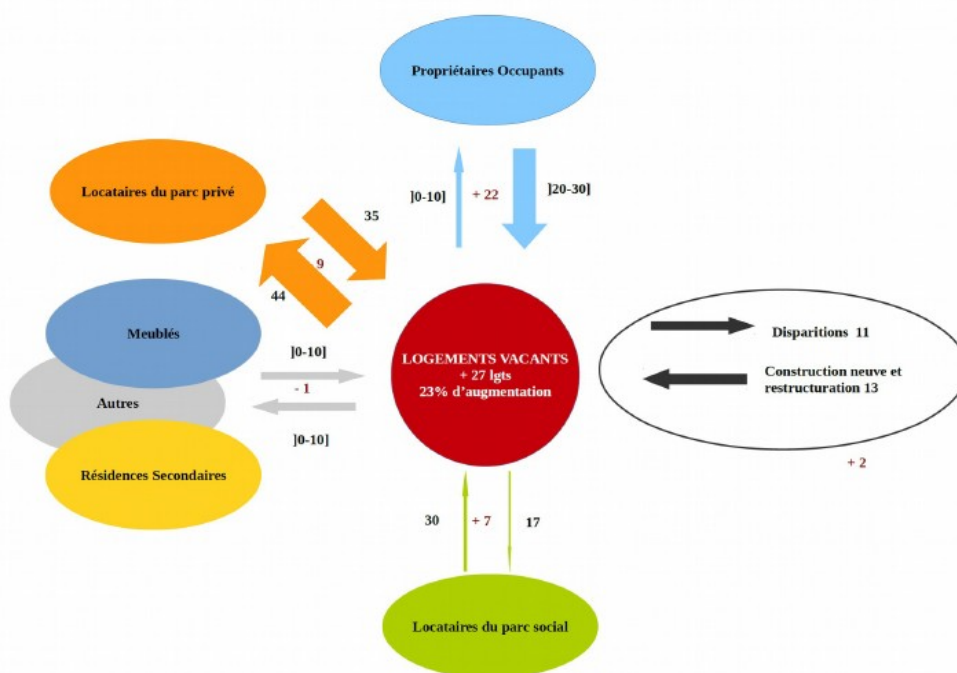 Propriétaires Occupants
]0-10]
+ 22
]20-30]
Locataires du parc privé
35
9
44
Meublés
Autres
Résidences Secondaires
]0-10]
- 1
]0-10]
LOGEMENTS VACANTS
+ 27 lgts
23% d’augmentation
Disparitions 11
Construction neuve et
restructuration 13
+ 2
30
+ 7
17
Locataires du parc social